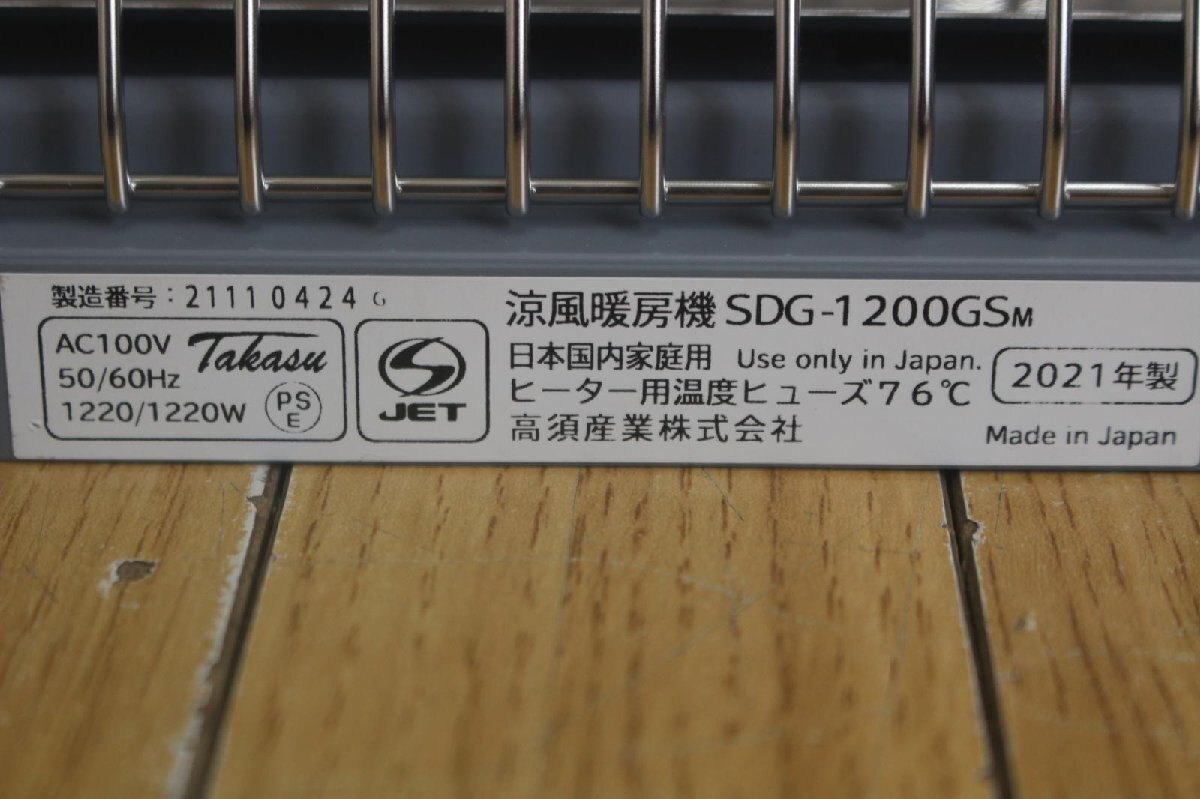 製造番号：21110424 G
AC100V
50/60Hz
1220/1220W
Takasu
PS
E
JET
涼風暖房機 SDG-1200GSM
日本国内家庭用 Use only in Japan.
ヒーター用温度ヒューズ76℃
高須産業株式会社
2021年製
Made in Japan